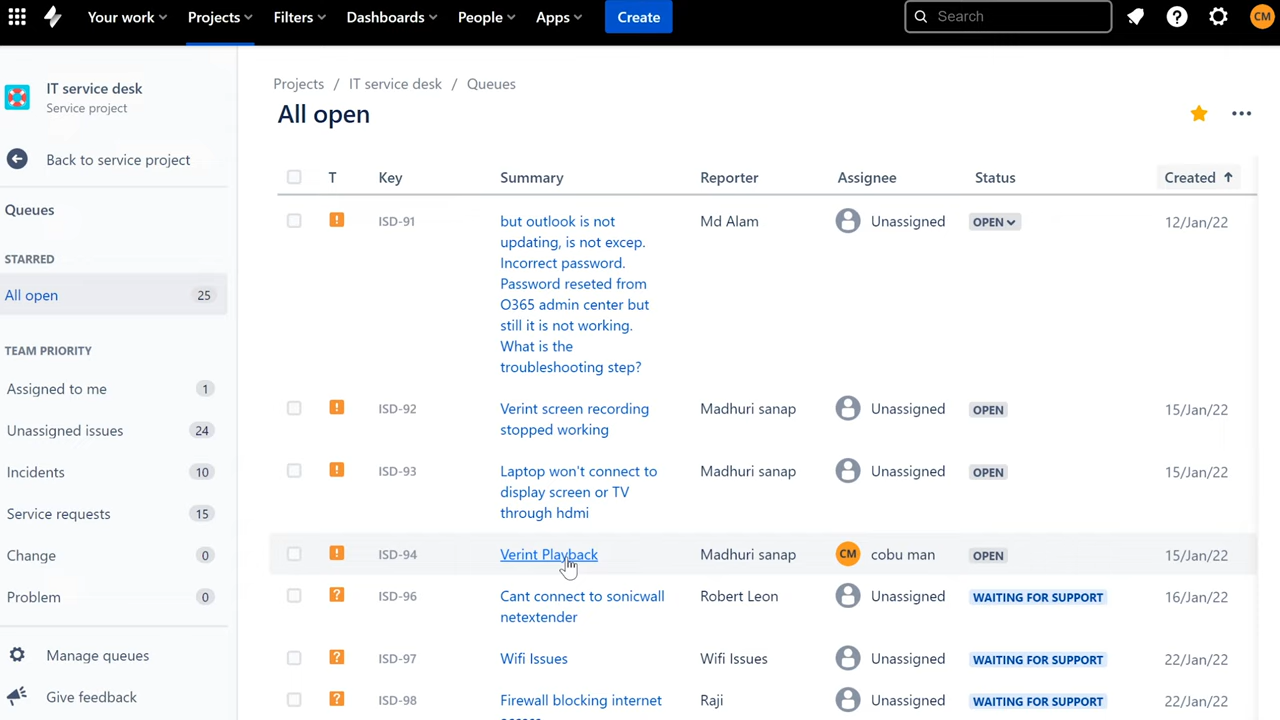 Your work Projects Filters Dashboards People Apps Create Search CM
IT service desk
Service project
Back to service project
Queues
STARRED
All open 25
TEAM PRIORITY
Assigned to me 1
Unassigned issues 24
Incidents 10
Service requests 15
Change 0
Problem 0
Manage queues
Give feedback
Projects / IT service desk / Queues
All open
T Key Summary Reporter Assignee Status Created
ISD-91 but outlook is not Md Alam Unassigned OPEN 12/Jan/22
updating, is not excep.
Incorrect password.
Password reseted from
O365 admin center but
still it is not working.
What is the
troubleshooting step?
ISD-92 Verint screen recording Madhuri sanap Unassigned OPEN 15/Jan/22
stopped working
ISD-93 Laptop won't connect to Madhuri sanap Unassigned OPEN 15/Jan/22
display screen or TV
through hdmi
ISD-94 Verint Playback Madhuri sanap CM cobu man OPEN 15/Jan/22
ISD-96 Cant connect to sonicwall Robert Leon Unassigned WAITING FOR SUPPORT 16/Jan/22
netextender
ISD-97 Wifi Issues Wifi Issues Unassigned WAITING FOR SUPPORT 22/Jan/22
ISD-98 Firewall blocking internet Raji Unassigned WAITING FOR SUPPORT 22/Jan/22